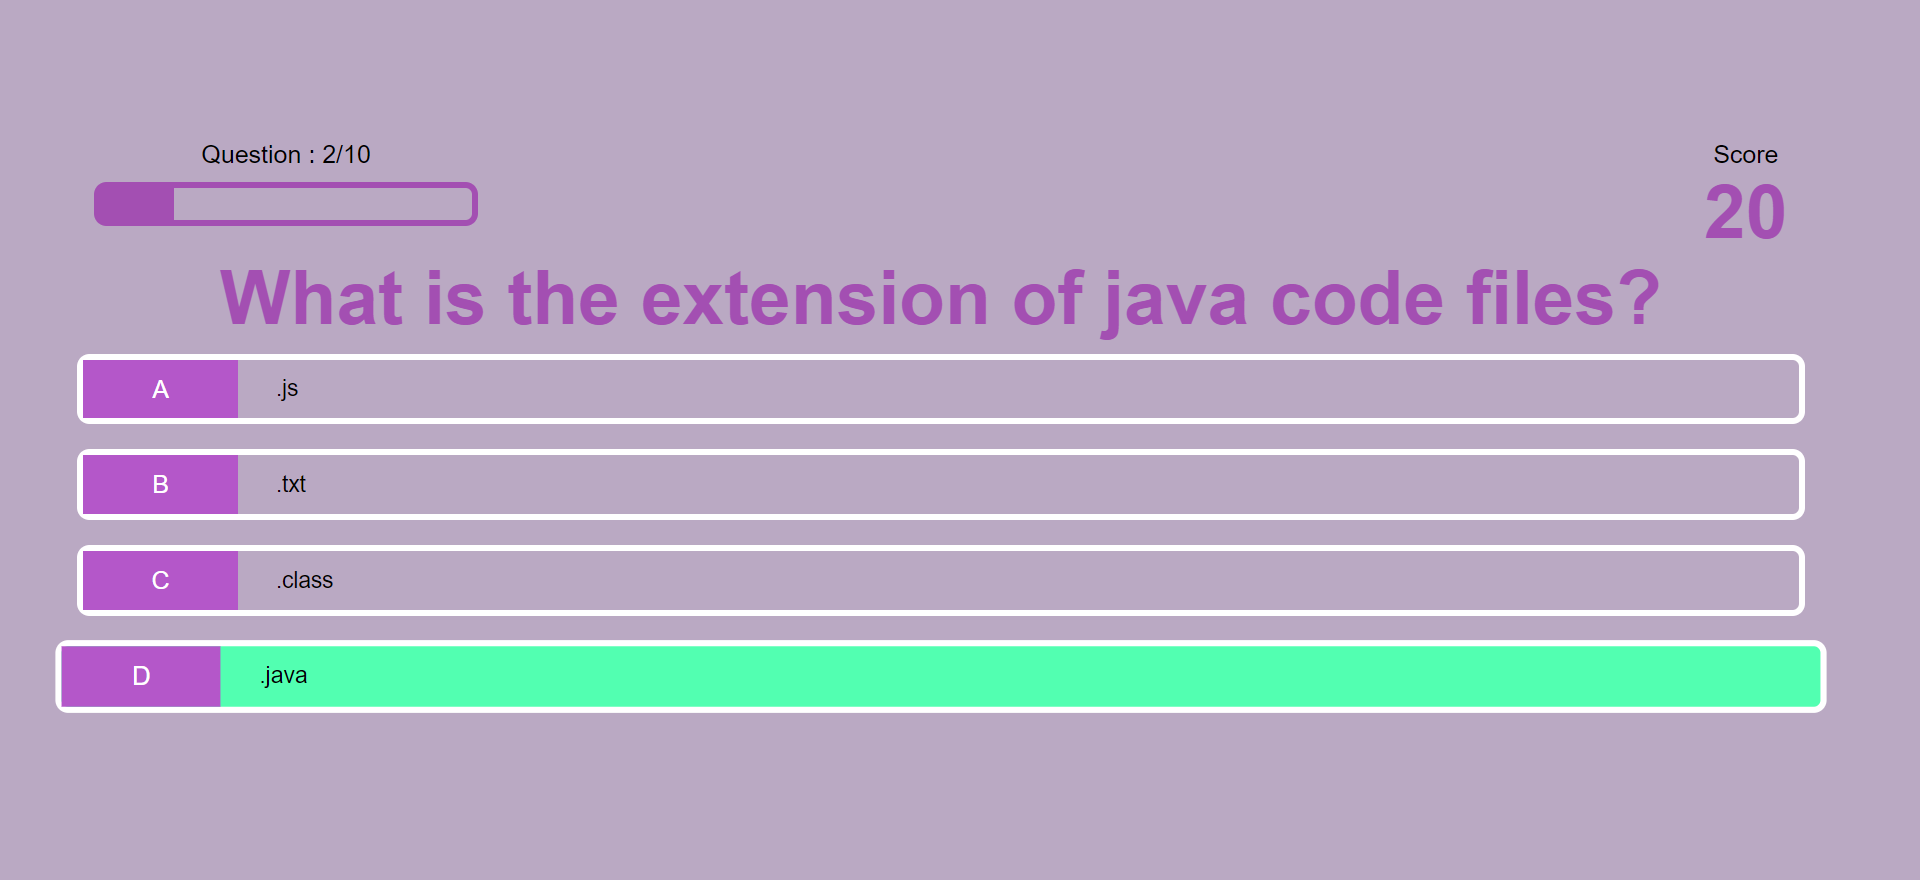 Question : 2/10
Score
20
What is the extension of java code files?
A .js
B .txt
C .class
D .java